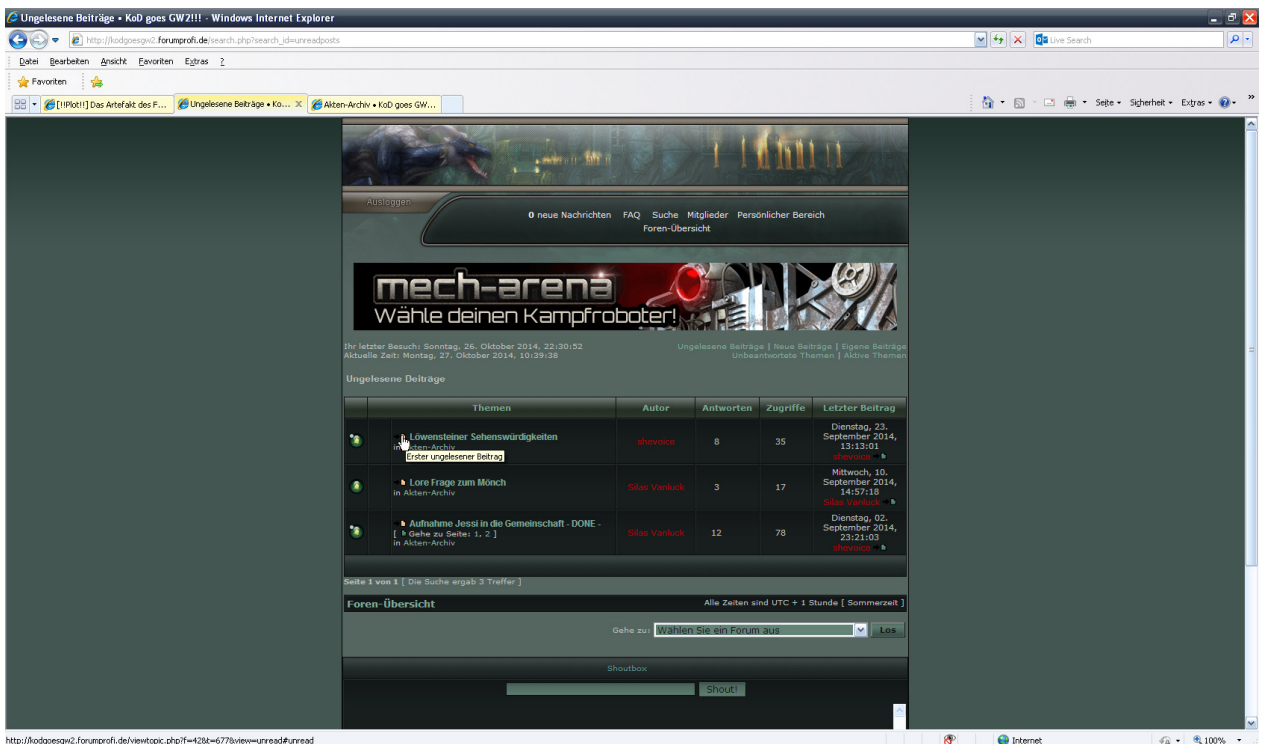 Ungelesene Beiträge • KoD goes GW2!!! - Windows Internet Explorer
http://kodgoesgw2.forumprofi.de/search.php?search_id=unreadposts
Live Search
Datei Bearbeiten Ansicht Favoriten Extras ?
Favoriten
[!!Plot!!] Das Artefakt des F...
Ungelesene Beiträge • Ko... X
Akten-Archiv • KoD goes GW...
Seite Sicherheit Extras »
Ausloggen
0 neue Nachrichten FAQ Suche Mitglieder Persönlicher Bereich
Foren-Übersicht
mech-arena
Wähle deinen Kampfroboter!
Ihr letzter Besuch: Sonntag, 26. Oktober 2014, 22:30:52
Aktuelle Zeit: Montag, 27. Oktober 2014, 10:39:38
Ungelesene Beiträge | Neue Beiträge | Eigene Beiträge
Unbeantwortete Themen | Aktive Themen
Ungelesene Beiträge
Themen Autor Antworten Zugriffe Letzter Beitrag
Löwensteiner Sehenswürdigkeiten
in Akten-Archiv
Erster ungelesener Beitrag
shevoice 8 35
Dienstag, 23.
September 2014,
13:13:01
shevoice
Lore Frage zum Mönch
in Akten-Archiv
Silas Vanluck 3 17
Mittwoch, 10.
September 2014,
14:57:18
Silas Vanluck
Aufnahme Jessi in die Gemeinschaft - DONE -
[ Gehe zu Seite: 1, 2 ]
in Akten-Archiv
Silas Vanluck 12 78
Dienstag, 02.
September 2014,
23:21:03
shevoice
Seite 1 von 1 [ Die Suche ergab 3 Treffer ]
Foren-Übersicht
Alle Zeiten sind UTC + 1 Stunde [ Sommerzeit ]
Gehe zu: Wählen Sie ein Forum aus Los
Shoutbox
Shout!
http://kodgoesgw2.forumprofi.de/viewtopic.php?f=42&t=677&view=unread#unread
Internet
100%